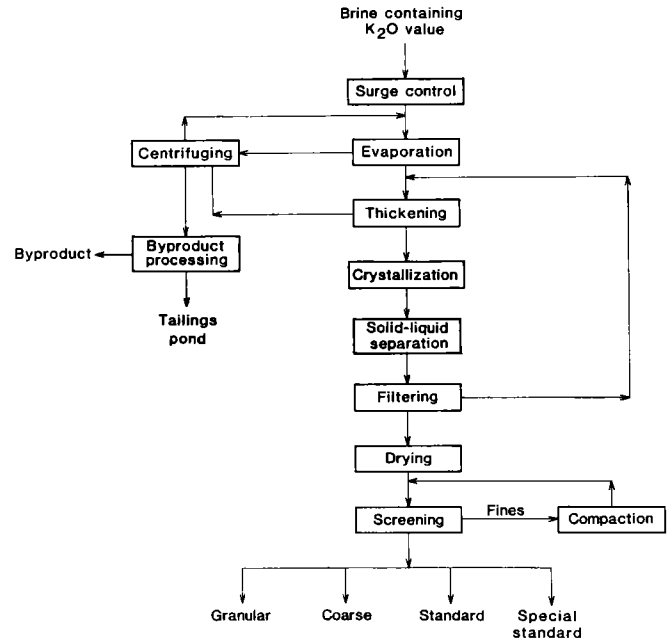 Brine containing
K₂O value
Surge control
Centrifuging
Evaporation
Thickening
Byproduct
Byproduct
processing
Crystallization
Tailings
pond
Solid-liquid
separation
Filtering
Drying
Screening
Fines
Compaction
Granular
Coarse
Standard
Special
standard